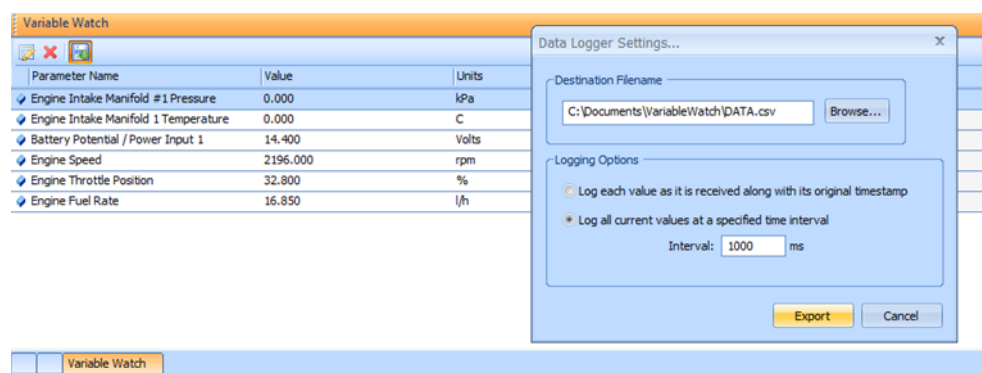 Variable Watch
Parameter Name Value Units
Engine Intake Manifold #1 Pressure 0.000 kPa
Engine Intake Manifold 1 Temperature 0.000 C
Battery Potential / Power Input 1 14.400 Volts
Engine Speed 2196.000 rpm
Engine Throttle Position 32.800 %
Engine Fuel Rate 16.850 l/h
Data Logger Settings... x
Destination Filename
C:\Documents\VariableWatch\DATA.csv Browse...
Logging Options
Log each value as it is received along with its original timestamp
Log all current values at a specified time interval
Interval: 1000 ms
Export Cancel
Variable Watch